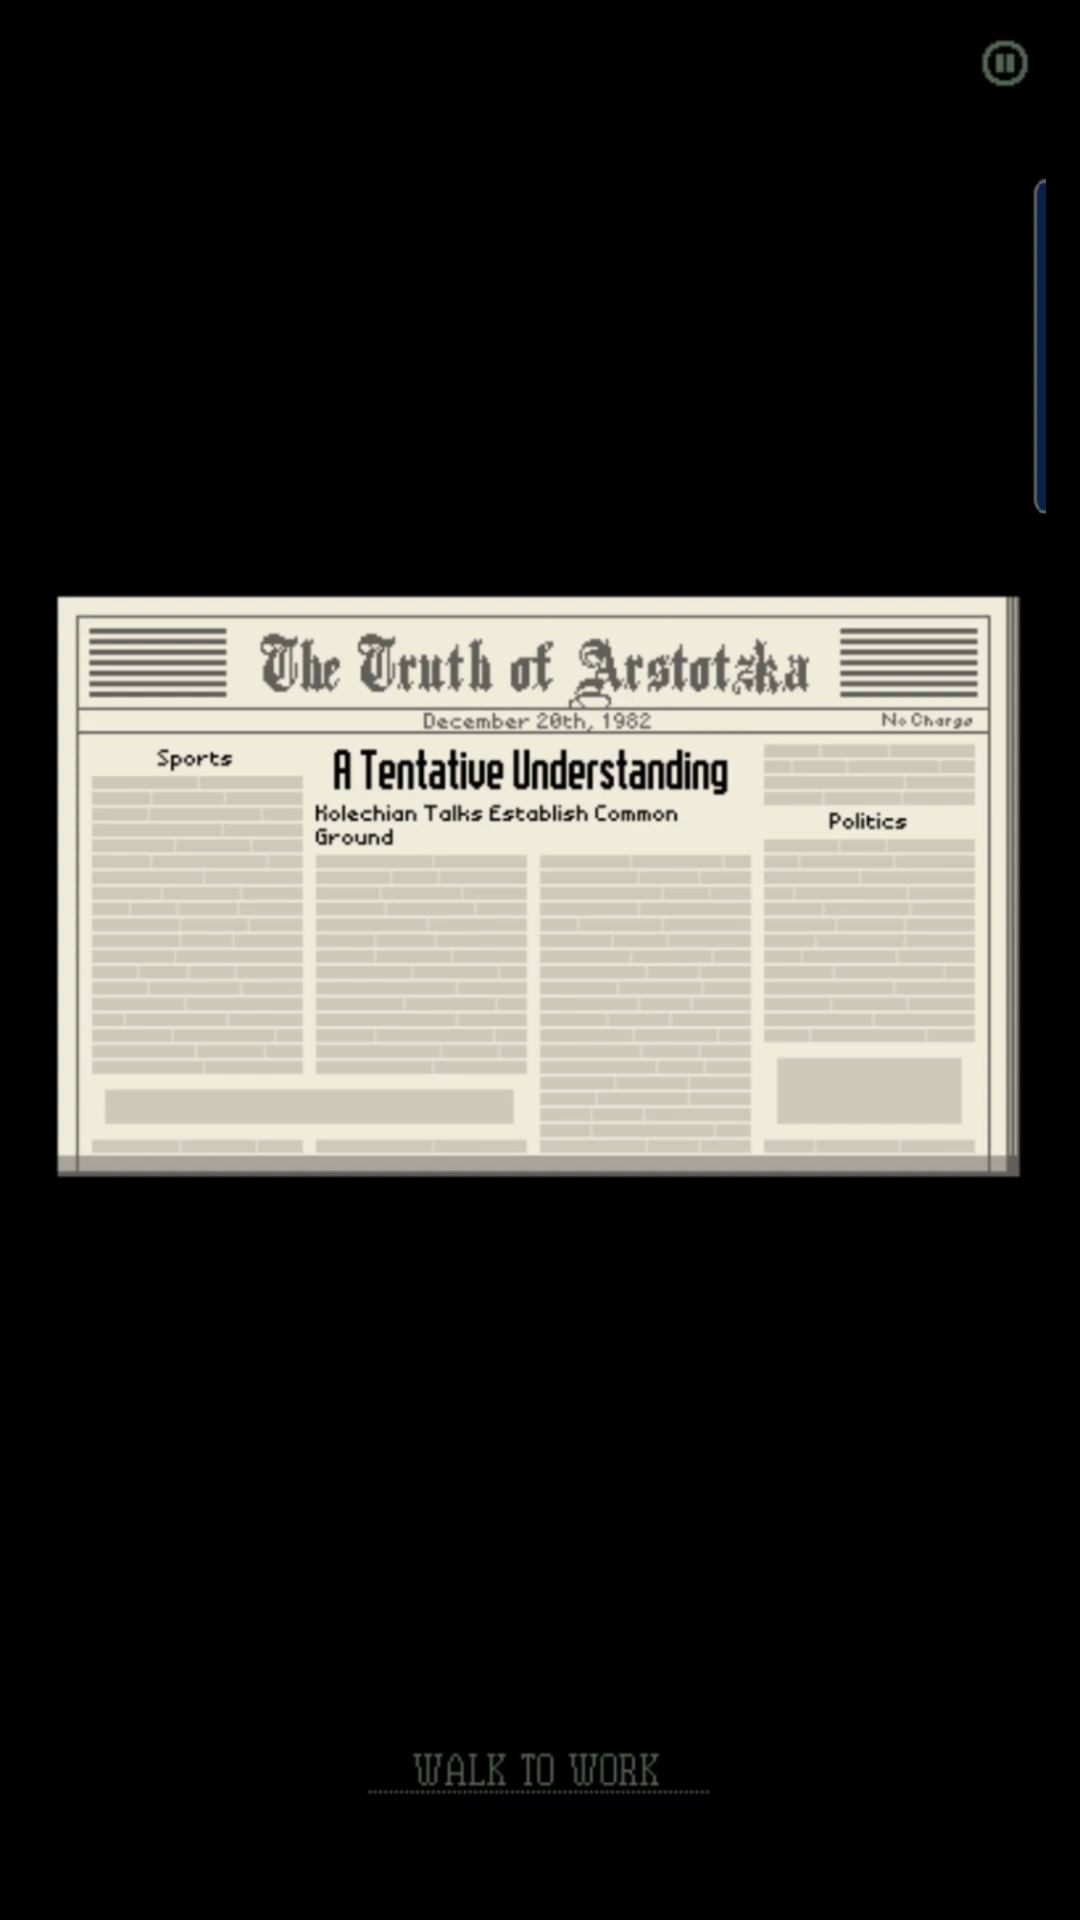 The Truth of Arstotzka
December 20th, 1982
No Charge
Sports
A Tentative Understanding
Kolechian Talks Establish Common
Ground
Politics
WALK TO WORK